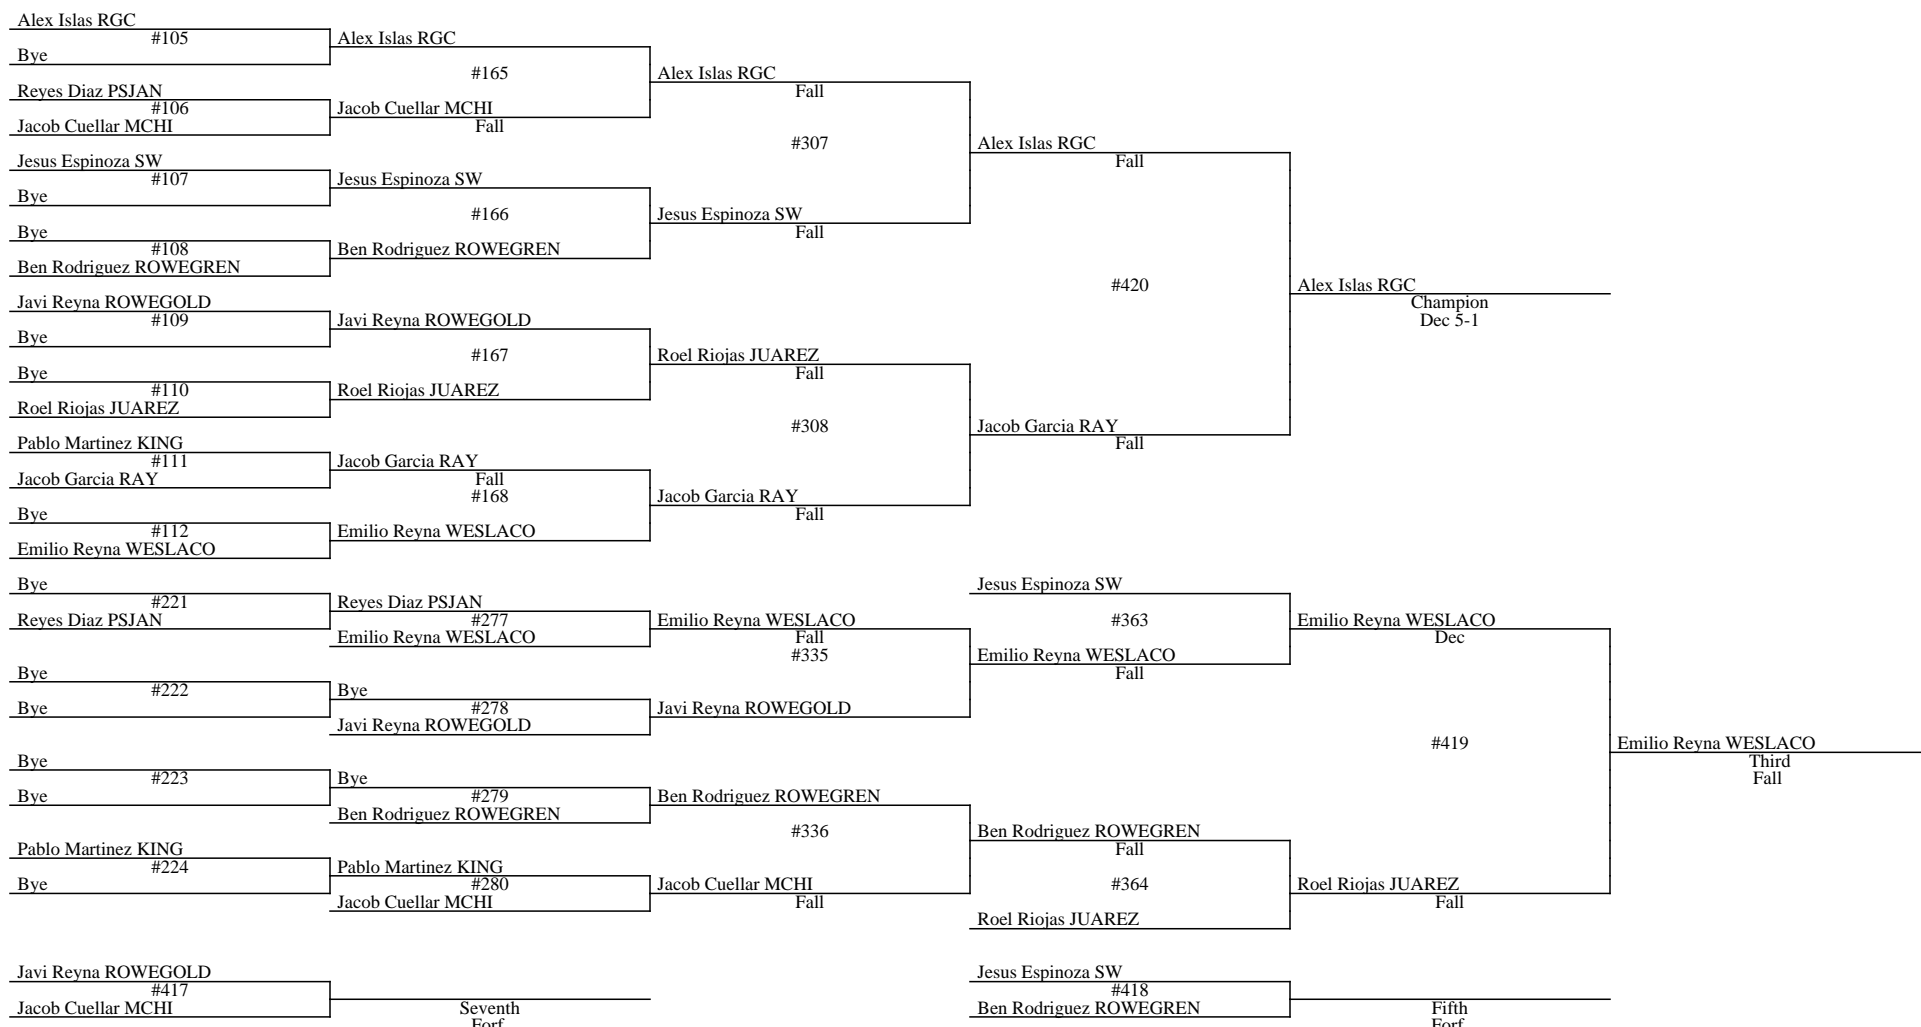 Alex Islas RGC
#105
Bye
Reyes Diaz PSJAN
#106
Jacob Cuellar MCHI
Jesus Espinoza SW
#107
Bye
Bye
#108
Ben Rodriguez ROWEGREN
Javi Reyna ROWEGOLD
#109
Bye
Bye
#110
Roel Riojas JUAREZ
Pablo Martinez KING
#111
Jacob Garcia RAY
Bye
#112
Emilio Reyna WESLACO
Alex Islas RGC
#165
Jacob Cuellar MCHI
Fall
Jesus Espinoza SW
#166
Ben Rodriguez ROWEGREN
Javi Reyna ROWEGOLD
#167
Roel Riojas JUAREZ
Jacob Garcia RAY
Fall
#168
Emilio Reyna WESLACO
Alex Islas RGC
Fall
#307
Jesus Espinoza SW
Fall
Roel Riojas JUAREZ
Fall
#308
Jacob Garcia RAY
Fall
Alex Islas RGC
Fall
#420
Jacob Garcia RAY
Fall
Alex Islas RGC
Champion
Dec 5-1
Bye
#221
Reyes Diaz PSJAN
Bye
#222
Bye
Bye
#223
Bye
Pablo Martinez KING
#224
Bye
Reyes Diaz PSJAN
#277
Emilio Reyna WESLACO
Bye
#278
Javi Reyna ROWEGOLD
Bye
#279
Ben Rodriguez ROWEGREN
Pablo Martinez KING
#280
Jacob Cuellar MCHI
Emilio Reyna WESLACO
Fall
#335
Javi Reyna ROWEGOLD
Ben Rodriguez ROWEGREN
#336
Jacob Cuellar MCHI
Fall
Jesus Espinoza SW
#363
Emilio Reyna WESLACO
Fall
Ben Rodriguez ROWEGREN
Fall
#364
Roel Riojas JUAREZ
Emilio Reyna WESLACO
Dec
#419
Roel Riojas JUAREZ
Fall
Emilio Reyna WESLACO
Third
Fall
Javi Reyna ROWEGOLD
#417
Jacob Cuellar MCHI
Seventh
Forf
Jesus Espinoza SW
#418
Ben Rodriguez ROWEGREN
Fifth
Forf